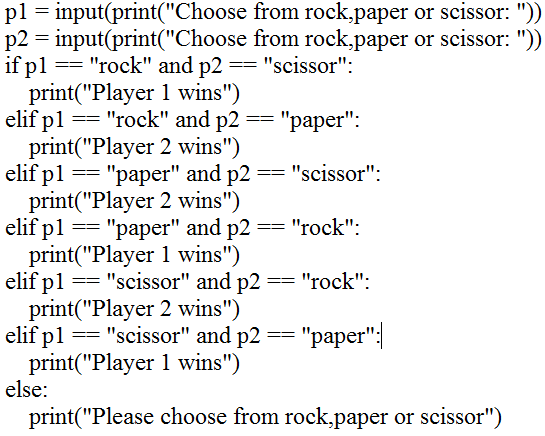 p1 = input(print("Choose from rock,paper or scissor: "))
p2 = input(print("Choose from rock,paper or scissor: "))
if p1 == "rock" and p2 == "scissor":
    print("Player 1 wins")
elif p1 == "rock" and p2 == "paper":
    print("Player 2 wins")
elif p1 == "paper" and p2 == "scissor":
    print("Player 2 wins")
elif p1 == "paper" and p2 == "rock":
    print("Player 1 wins")
elif p1 == "scissor" and p2 == "rock":
    print("Player 2 wins")
elif p1 == "scissor" and p2 == "paper":
    print("Player 1 wins")
else:
    print("Please choose from rock,paper or scissor")